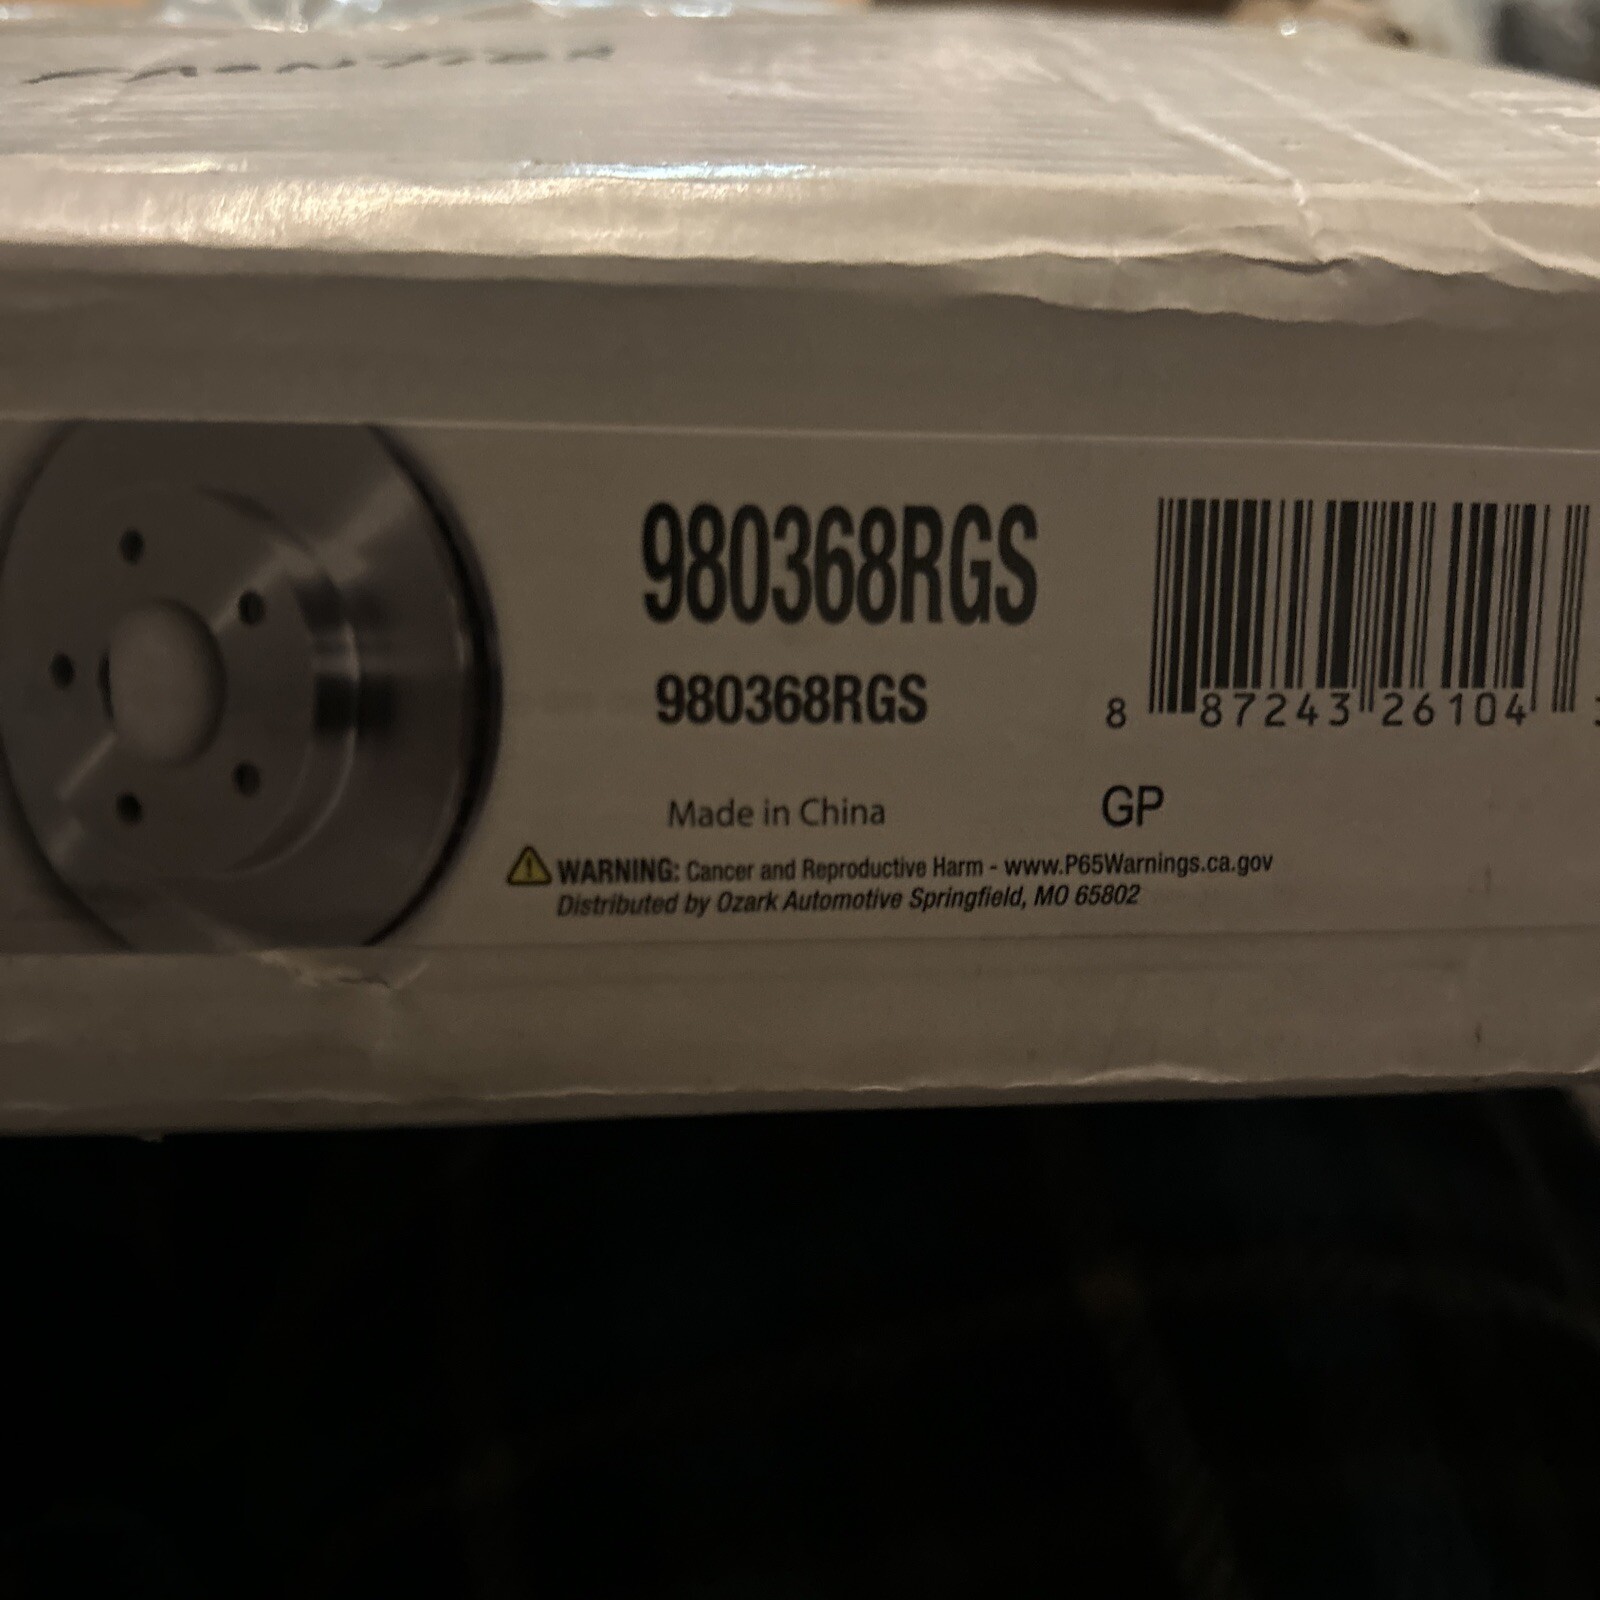 980368RGS
980368RGS
8 87243 26104
Made in China
GP
WARNING: Cancer and Reproductive Harm - www.P65Warnings.ca.gov
Distributed by Ozark Automotive Springfield, MO 65802